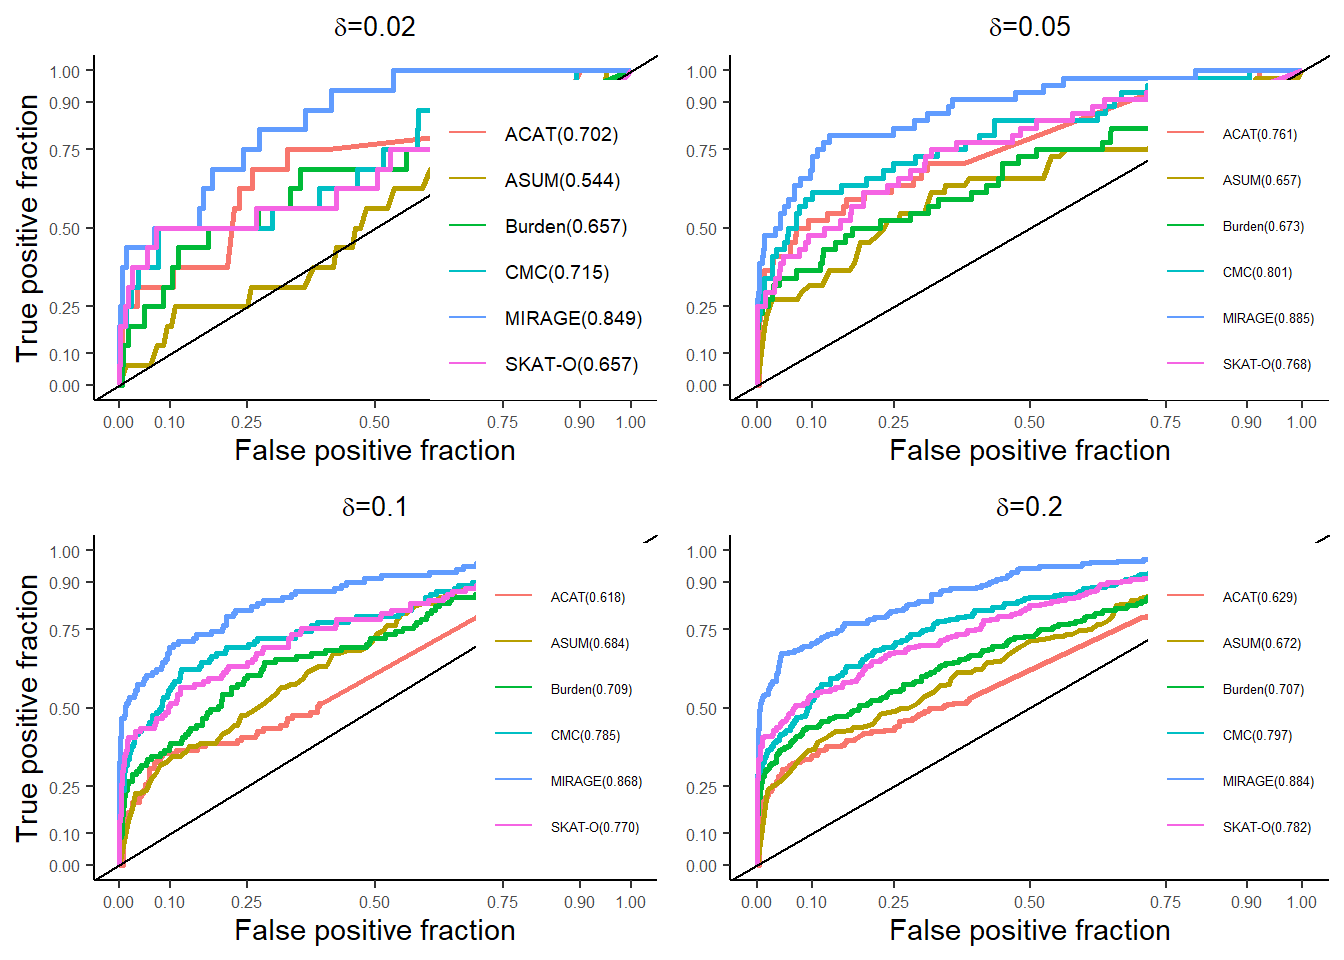 δ=0.02
True positive fraction
1.00
0.90
0.75
0.50
0.25
0.10
0.00
ACAT(0.702)
ASUM(0.544)
Burden(0.657)
CMC(0.715)
MIRAGE(0.849)
SKAT-O(0.657)
0.00 0.10 0.25 0.50 0.75 0.90 1.00
False positive fraction
δ=0.05
1.00
0.90
0.75
0.50
0.25
0.10
0.00
ACAT(0.761)
ASUM(0.657)
Burden(0.673)
CMC(0.801)
MIRAGE(0.885)
SKAT-O(0.768)
0.00 0.10 0.25 0.50 0.75 0.90 1.00
False positive fraction
δ=0.1
True positive fraction
1.00
0.90
0.75
0.50
0.25
0.10
0.00
ACAT(0.618)
ASUM(0.684)
Burden(0.709)
CMC(0.785)
MIRAGE(0.868)
SKAT-O(0.770)
0.00 0.10 0.25 0.50 0.75 0.90 1.00
False positive fraction
δ=0.2
1.00
0.90
0.75
0.50
0.25
0.10
0.00
ACAT(0.629)
ASUM(0.672)
Burden(0.707)
CMC(0.797)
MIRAGE(0.884)
SKAT-O(0.782)
0.00 0.10 0.25 0.50 0.75 0.90 1.00
False positive fraction